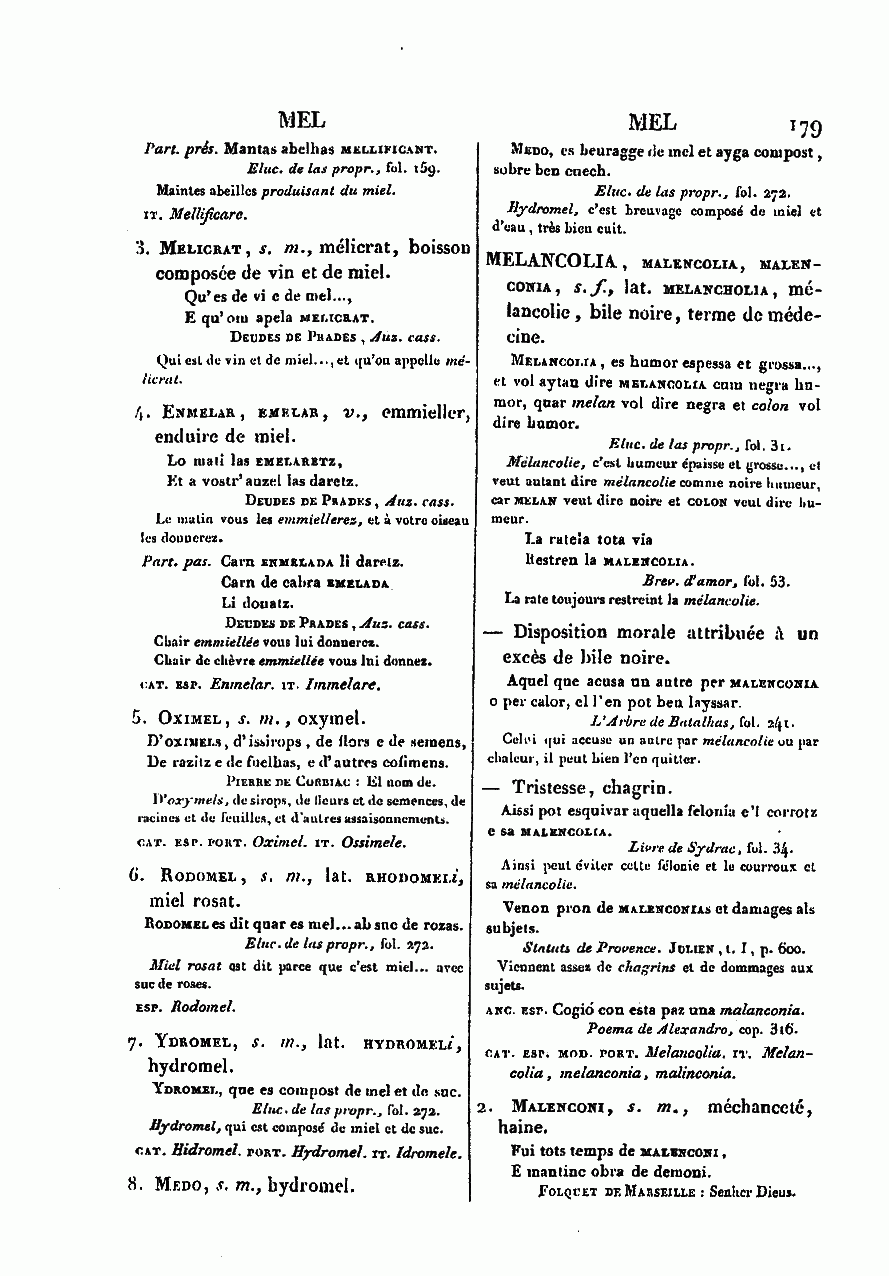 MEL
MEL 179
Part. prés. Mantas abelhas MELLIFICANT.
Eluc. de las propr., fol. 159.
Maintes abeilles produisant du miel.
IT. Mellificare.
3. MELICRAT, s. m., mélicrat, boisson
composée de vin et de miel.
Qu'es de vi e de mel...,
E qu'om apela MELICRAT.
DEUDES DE PRADES, Auz. cass.
Qui est de vin et de miel..., et qu'on appelle mé-
licrat.
4. ENMELAR, EMELAR, v., emmieller,
enduire de miel.
Lo mati las EMELARETZ,
Et a vostr' auzel las daretz.
DEUDES DE PRADES, Auz. cass.
Le matin vous les emmiellerez, et à votre oiseau
les donnerez.
Part. pas. Carn ENMELADA li daretz.
Carn de cabra EMELADA
Li donatz.
DEUDES DE PRADES, Auz. cass.
Chair emmiellée vous lui donnerez.
Chair de chèvre emmiellée vous lui donnez.
CAT. ESP. Enmelar. IT. Immelare.
5. OXIMEL, s. m., oxymel.
D'OXIMELS, d'issirops, de flors e de semens,
De razitz e de fuelhas, e d'autres cofimens.
PIERRE DE CORBIAC : El nom de.
D'oxymels, de sirops, de fleurs et de semences, de
racines et de feuilles, et d'autres assaisonnements.
CAT. ESP. PORT. Oximel. IT. Ossimele.
6. RODOMEL, s. m., lat. RHODOMELi,
miel rosat.
RODOMEL es dit quar es mel... ab suc de rozas.
Eluc. de las propr., fol. 272.
Miel rosat est dit parce que c'est miel... avec
suc de roses.
ESP. Rodomel.
7. YDROMEL, s. m., lat. HYDROMELi,
hydromel.
YDROMEL, que es compost de mel et de suc.
Eluc. de las propr., fol. 272.
Hydromel, qui est composé de miel et de suc.
CAT. Hidromel. PORT. Hydromel. IT. Idromele.
8. MEDO, s. m., hydromel.
MEDO, es beuragge de mel et ayga compost,
sobre ben cuech.
Eluc. de las propr., fol. 272.
Hydromel, c'est breuvage composé de miel et
d'eau, très bien cuit.
MELANCOLIA, MALENCOLIA, MALEN-
CONIA, s. f., lat. MELANCHOLIA, mé-
lancolie, bile noire, terme de méde-
cine.
MELANCOLIA, es humor espessa et grossa...,
et vol aytan dire MELANCOLIA cum negra hu-
mor, quar melan vol dire negra et colon vol
dire humor.
Eluc. de las propr., fol. 31.
Mélancolie, c'est humeur épaisse et grosse..., et
veut autant dire mélancolie comme noire humeur,
car MELAN veut dire noire et COLON veut dire hu-
meur.
La ratela tota via
Restren la MALENCOLIA.
Brev. d'amor, fol. 53.
La rate toujours restreint la mélancolie.
— Disposition morale attribuée à un
excès de bile noire.
Aquel que acusa un autre per MALENCONIA
o per calor, el l'en pot ben layssar.
L'Arbre de Batalhas, fol. 241.
Celui qui accuse un autre par mélancolie ou par
chaleur, il peut bien l'en quitter.
— Tristesse, chagrin.
Aissi pot esquivar aquella felonia e'l corrotz
e sa MALENCOLIA.
Livre de Sydrac, fol. 34.
Ainsi peut éviter cette félonie et le courroux et
sa mélancolie.
Venon pron de MALENCONIAS et damages als
subjets.
Statuts de Provence. JULIEN, t. I, p. 600.
Viennent assez de chagrins et de dommages aux
sujets.
ANC. ESP. Cogió con esta paz una malanconia.
Poema de Alexandro, cop. 316.
CAT. ESP. MOD. PORT. Melancolia. IT. Melan-
colia, melanconia, malinconia.
2. MALENCONI, s. m., méchanceté,
haine.
Fui tots temps de MALENCONI,
E mantinc obra de demoni.
FOLQUET DE MARSEILLE : Senher Dieus.